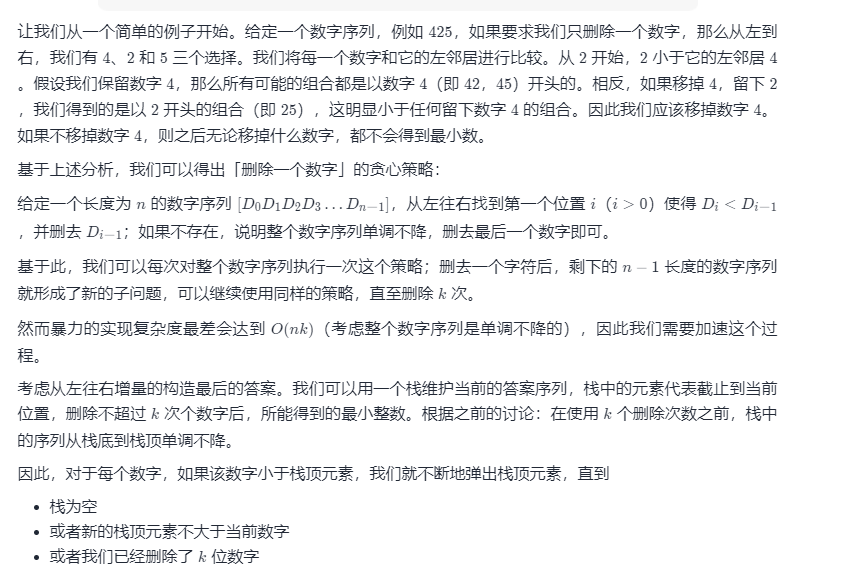 让我们从一个简单的例子开始。给定一个数字序列，例如 425，如果要求我们只删除一个数字，那么从左到
右，我们有 4、2 和 5 三个选择。我们将每一个数字和它的左邻居进行比较。从 2 开始，2 小于它的左邻居 4
。假设我们保留数字 4，那么所有可能的组合都是以数字 4（即 42，45）开头的。相反，如果移掉 4，留下 2
，我们得到的是以 2 开头的组合（即 25），这明显小于任何留下数字 4 的组合。因此我们应该移掉数字 4。
如果不移掉数字 4，则之后无论移掉什么数字，都不会得到最小数。
基于上述分析，我们可以得出「删除一个数字」的贪心策略：
给定一个长度为 n 的数字序列 [D₀D₁D₂D₃…Dₙ₋₁]，从左往右找到第一个位置 i（i > 0）使得 Dᵢ < Dᵢ₋₁
，并删去 Dᵢ₋₁；如果不存在，说明整个数字序列单调不降，删去最后一个数字即可。
基于此，我们可以每次对整个数字序列执行一次这个策略；删去一个字符后，剩下的 n − 1 长度的数字序列
就形成了新的子问题，可以继续使用同样的策略，直至删除 k 次。
然而暴力的实现复杂度最差会达到 O(nk)（考虑整个数字序列是单调不降的），因此我们需要加速这个过
程。
考虑从左往右增量的构造最后的答案。我们可以用一个栈维护当前的答案序列，栈中的元素代表截止到当前
位置，删除不超过 k 次个数字后，所能得到的最小整数。根据之前的讨论：在使用 k 个删除次数之前，栈中
的序列从栈底到栈顶单调不降。
因此，对于每个数字，如果该数字小于栈顶元素，我们就不断地弹出栈顶元素，直到
• 栈为空
• 或者新的栈顶元素不大于当前数字
• 或者我们已经删除了 k 位数字